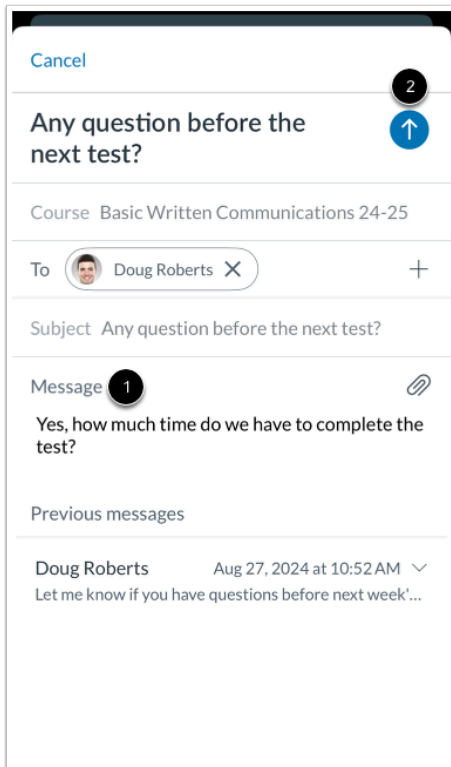 Cancel
2
Any question before the
next test?
Course Basic Written Communications 24-25
To Doug Roberts
Subject Any question before the next test?
Message 1
Yes, how much time do we have to complete the
test?
Previous messages
Doug Roberts Aug 27, 2024 at 10:52 AM
Let me know if you have questions before next week'...